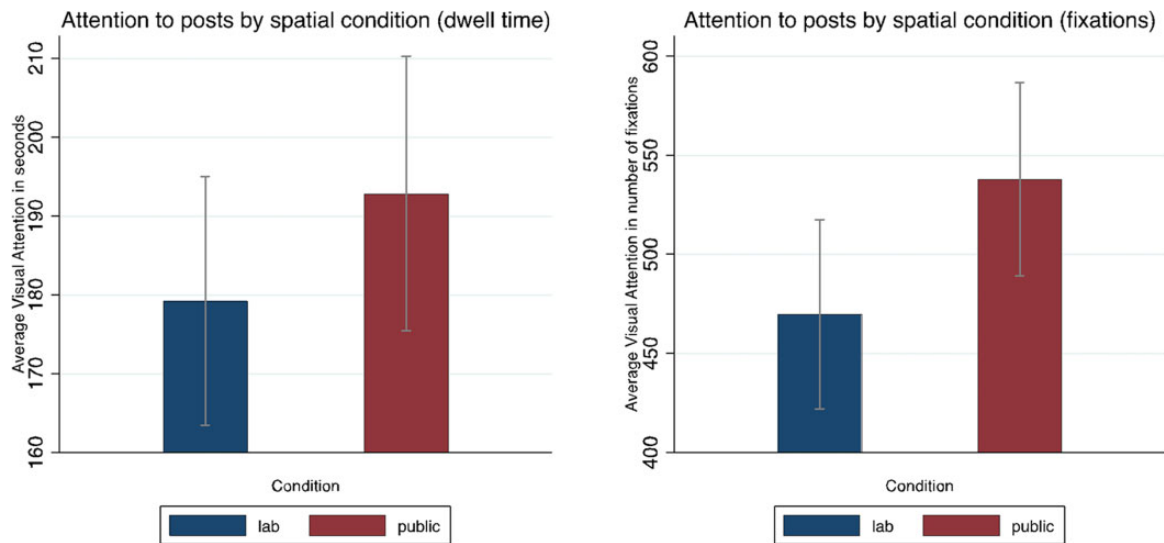 Attention to posts by spatial condition (dwell time)
Average Visual Attention in seconds
210
200
190
180
170
160
Condition
lab public
Attention to posts by spatial condition (fixations)
Average Visual Attention in number of fixations
600
550
500
450
400
Condition
lab public